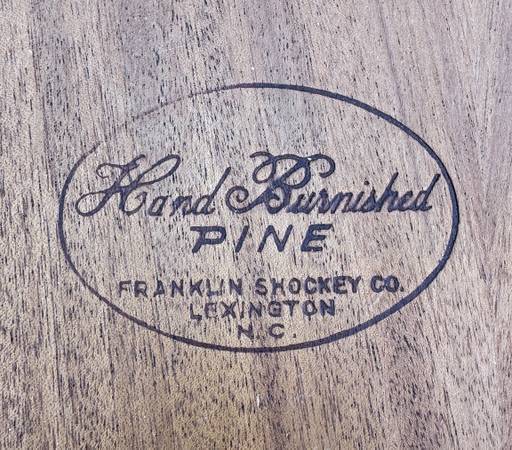 Hand Burnished
PINE
FRANKLIN SHOCKEY CO.
LEXINGTON
N.C.